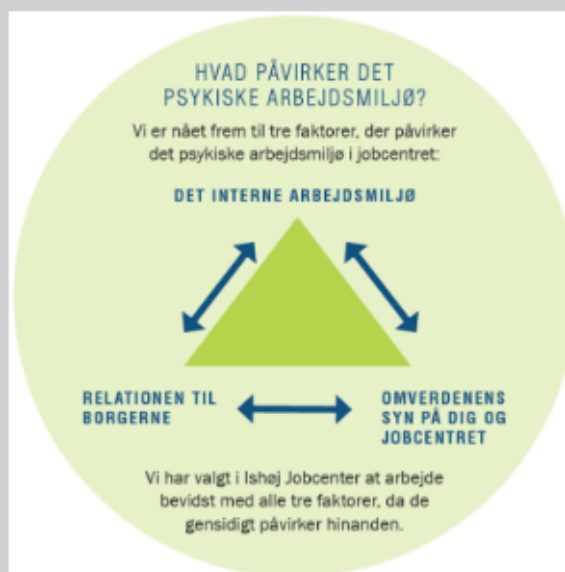 HVAD PÅVIRKER DET
PSYKISKE ARBEJDSMILJØ?
Vi er nået frem til tre faktorer, der påvirker
det psykiske arbejdsmiljø i jobcentret:
DET INTERNE ARBEJDSMILJØ
RELATIONEN TIL
BORGERNE
OMVERDENENS
SYN PÅ DIG OG
JOBCENTRET
Vi har valgt i Ishøj Jobcenter at arbejde
bevidst med alle tre faktorer, da de
gensidigt påvirker hinanden.